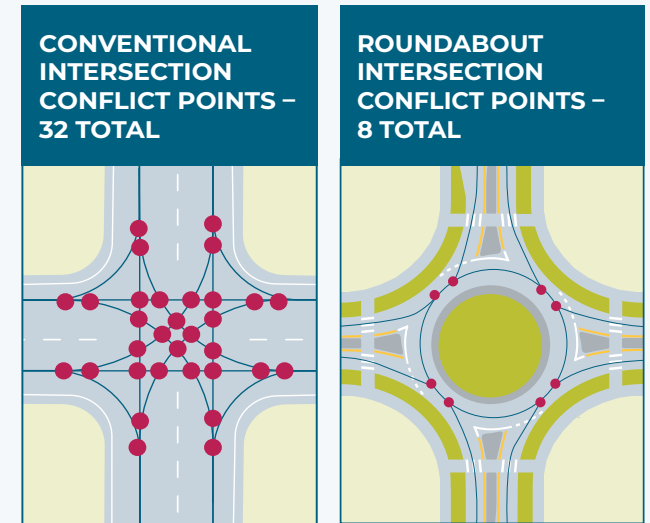 CONVENTIONAL
INTERSECTION
CONFLICT POINTS –
32 TOTAL
ROUNDABOUT
INTERSECTION
CONFLICT POINTS –
8 TOTAL